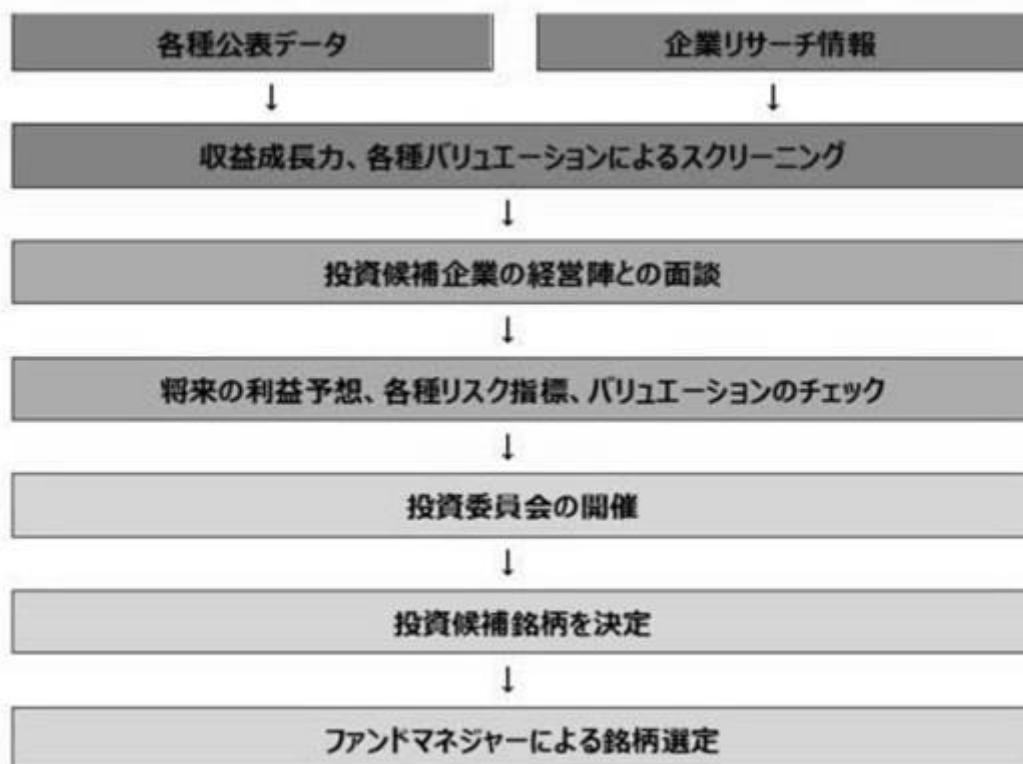 各種公表データ
企業リサーチ情報
↓
↓
収益成長力、各種バリュエーションによるスクリーニング
↓
投資候補企業の経営陣との面談
↓
将来の利益予想、各種リスク指標、バリュエーションのチェック
↓
投資委員会の開催
↓
投資候補銘柄を決定
↓
ファンドマネジャーによる銘柄選定